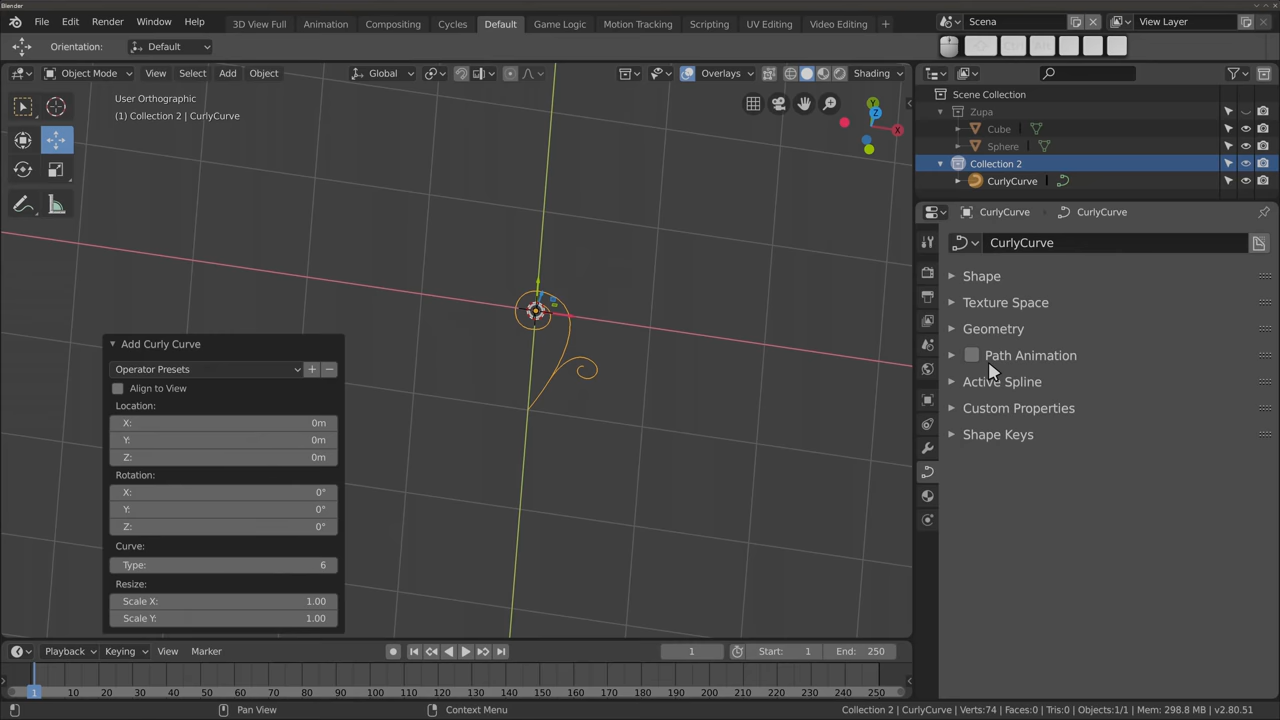 Blender
File Edit Render Window Help
3D View Full Animation Compositing Cycles Default Game Logic Motion Tracking Scripting UV Editing Video Editing +
Scena
View Layer
Orientation: Default
Object Mode View Select Add Object
Global
Overlays
Shading
User Orthographic
(1) Collection 2 | CurlyCurve
Y
Z
X
Scene Collection
Zupa
Cube
Sphere
Collection 2
CurlyCurve
CurlyCurve CurlyCurve
CurlyCurve
Shape
Texture Space
Geometry
Path Animation
Active Spline
Custom Properties
Shape Keys
Add Curly Curve
Operator Presets
Align to View
Location:
X: 0m
Y: 0m
Z: 0m
Rotation:
X: 0°
Y: 0°
Z: 0°
Curve:
Type: 6
Resize:
Scale X: 1.00
Scale Y: 1.00
Playback Keying View Marker
1
Start: 1 End: 250
1 10 20 30 40 50 60 70 80 90 100 110 120 130 140 150 160 170 180 190 200 210 220 230 240 250
Pan View
Context Menu
Collection 2 | CurlyCurve | Verts:74 | Faces:0 | Tris:0 | Objects:1/1 | Mem: 298.8 MB | v2.80.51